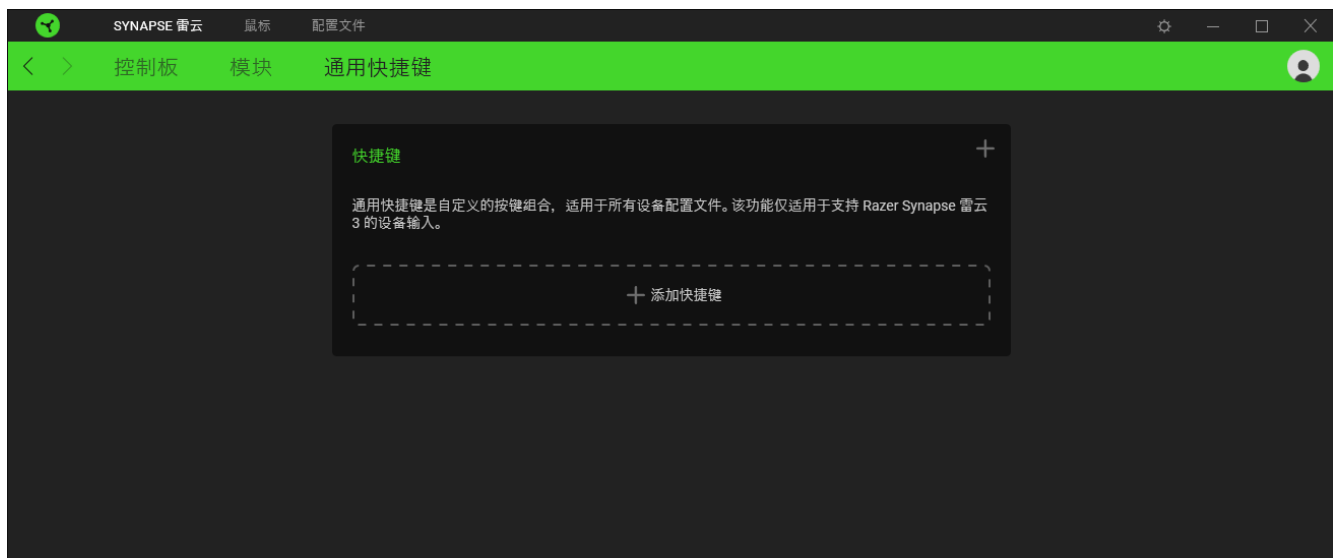 SYNAPSE 雷云 鼠标 配置文件
控制板 模块 通用快捷键
快捷键
通用快捷键是自定义的按键组合，适用于所有设备配置文件。该功能仅适用于支持 Razer Synapse 雷云
3 的设备输入。
添加快捷键